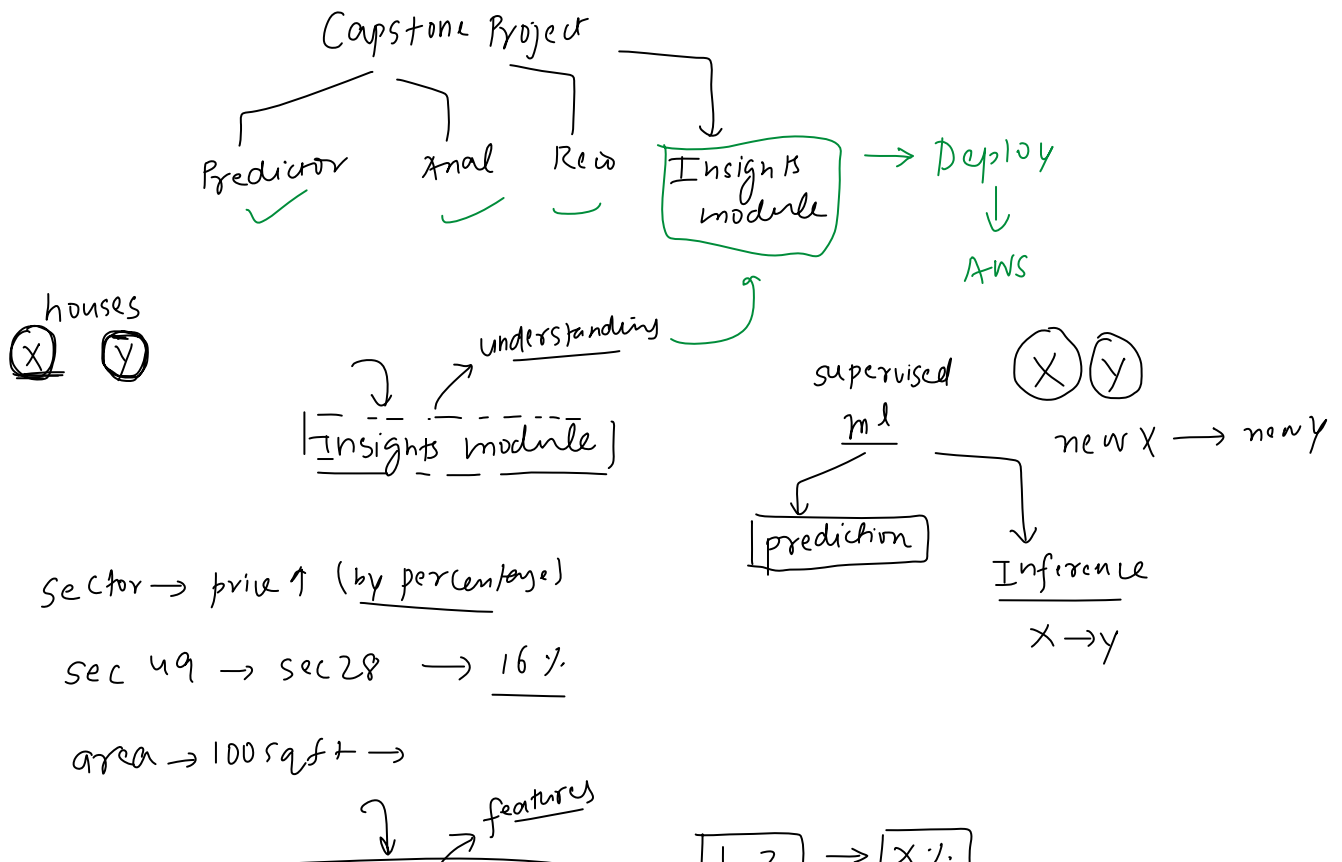 Capstone Project
Predictor Anal Reco Insights module → Deploy
↓
AWS
houses
X Y
understanding
Insights module
supervised ml
X Y
new X → new Y
prediction
Inference
X → Y
sector → price ↑ (by percentage)
sec 49 → sec 28 → 16 %
area → 100 sqft →
features
→ X %